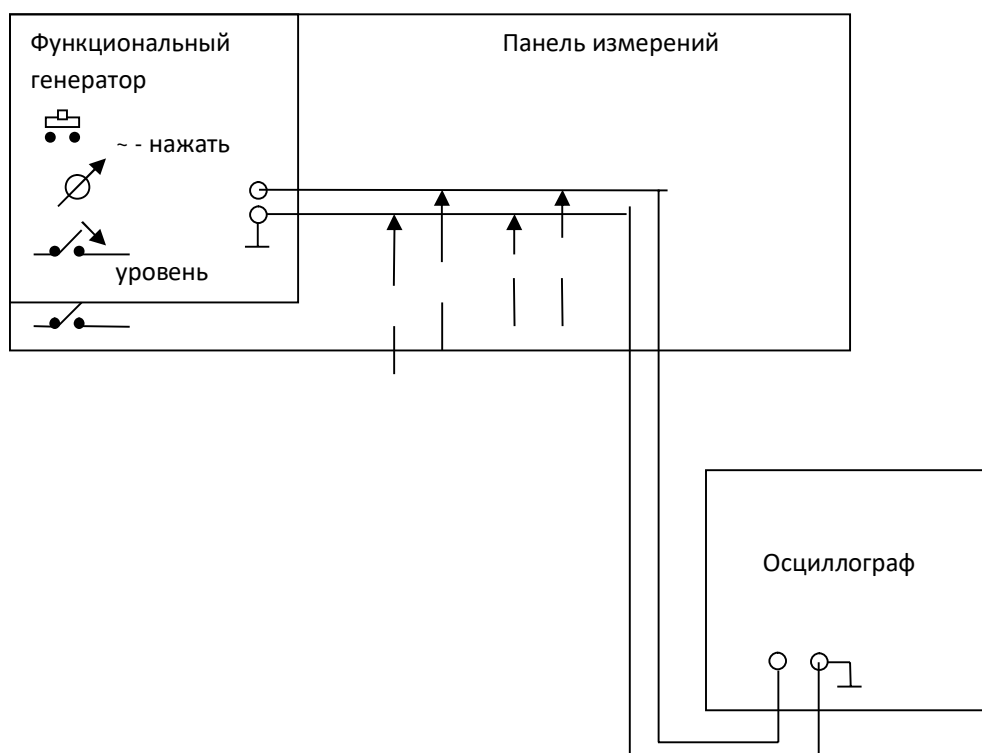 Функциональный
генератор
Панель измерений
~ - нажать
уровень
Осциллограф